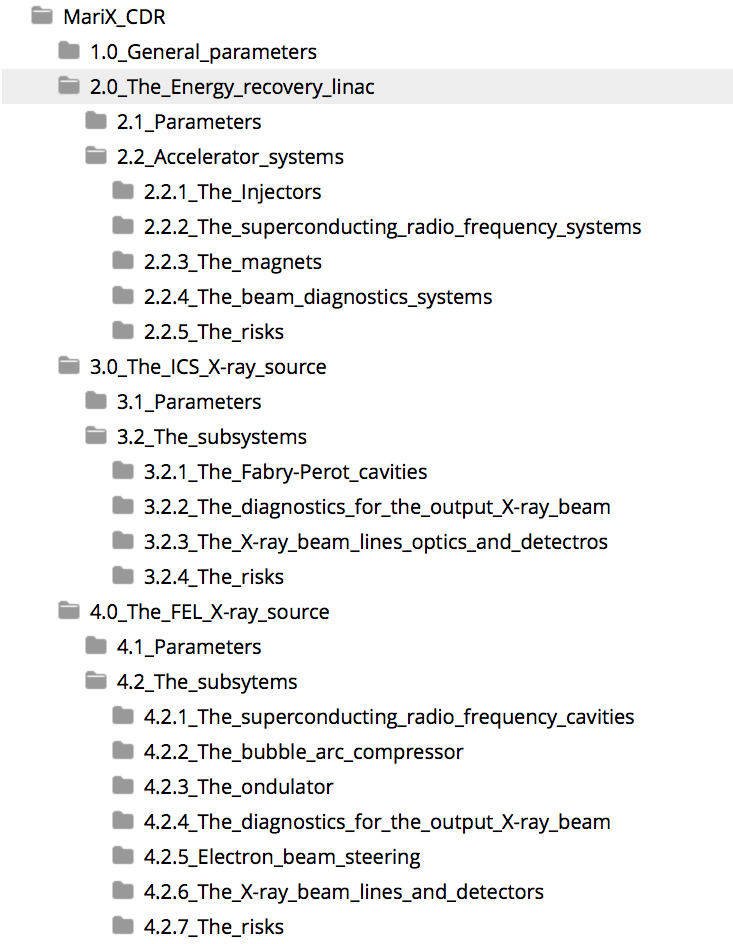 MariX_CDR
1.0_General_parameters
2.0_The_Energy_recovery_linac
2.1_Parameters
2.2_Accelerator_systems
2.2.1_The_Injectors
2.2.2_The_superconducting_radio_frequency_systems
2.2.3_The_magnets
2.2.4_The_beam_diagnostics_systems
2.2.5_The_risks
3.0_The_ICS_X-ray_source
3.1_Parameters
3.2_The_subsystems
3.2.1_The_Fabry-Perot_cavities
3.2.2_The_diagnostics_for_the_output_X-ray_beam
3.2.3_The_X-ray_beam_lines_optics_and_detectros
3.2.4_The_risks
4.0_The_FEL_X-ray_source
4.1_Parameters
4.2_The_subsytems
4.2.1_The_superconducting_radio_frequency_cavities
4.2.2_The_bubble_arc_compressor
4.2.3_The_ondulator
4.2.4_The_diagnostics_for_the_output_X-ray_beam
4.2.5_Electron_beam_steering
4.2.6_The_X-ray_beam_lines_and_detectors
4.2.7_The_risks